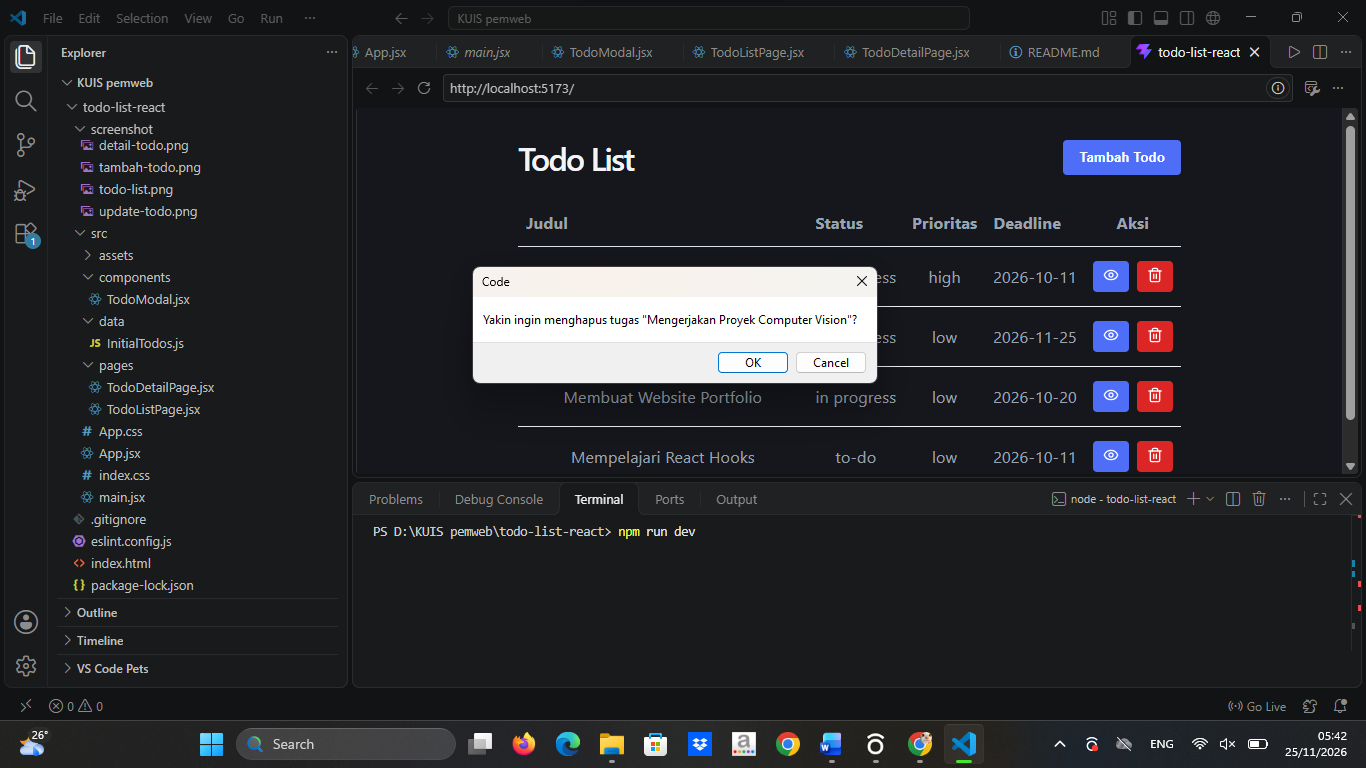 File Edit Selection View Go Run ··· KUIS pemweb
Explorer ···
App.jsx main.jsx TodoModal.jsx TodoListPage.jsx TodoDetailPage.jsx README.md todo-list-react
KUIS pemweb
todo-list-react
screenshot
detail-todo.png
tambah-todo.png
todo-list.png
update-todo.png
src
assets
components
TodoModal.jsx
data
JS InitialTodos.js
pages
TodoDetailPage.jsx
TodoListPage.jsx
# App.css
App.jsx
# index.css
main.jsx
.gitignore
eslint.config.js
<> index.html
{} package-lock.json
Outline
Timeline
VS Code Pets
1
http://localhost:5173/
Todo List
Tambah Todo
Judul Status Prioritas Deadline Aksi
ess high 2026-10-11
ess low 2026-11-25
Membuat Website Portfolio in progress low 2026-10-20
Mempelajari React Hooks to-do low 2026-10-11
Code
Yakin ingin menghapus tugas "Mengerjakan Proyek Computer Vision"?
OK Cancel
Problems Debug Console Terminal Ports Output node - todo-list-react
PS D:\KUIS pemweb\todo-list-react> npm run dev
0 0 Go Live
26°
Search
ENG
05:42
25/11/2026